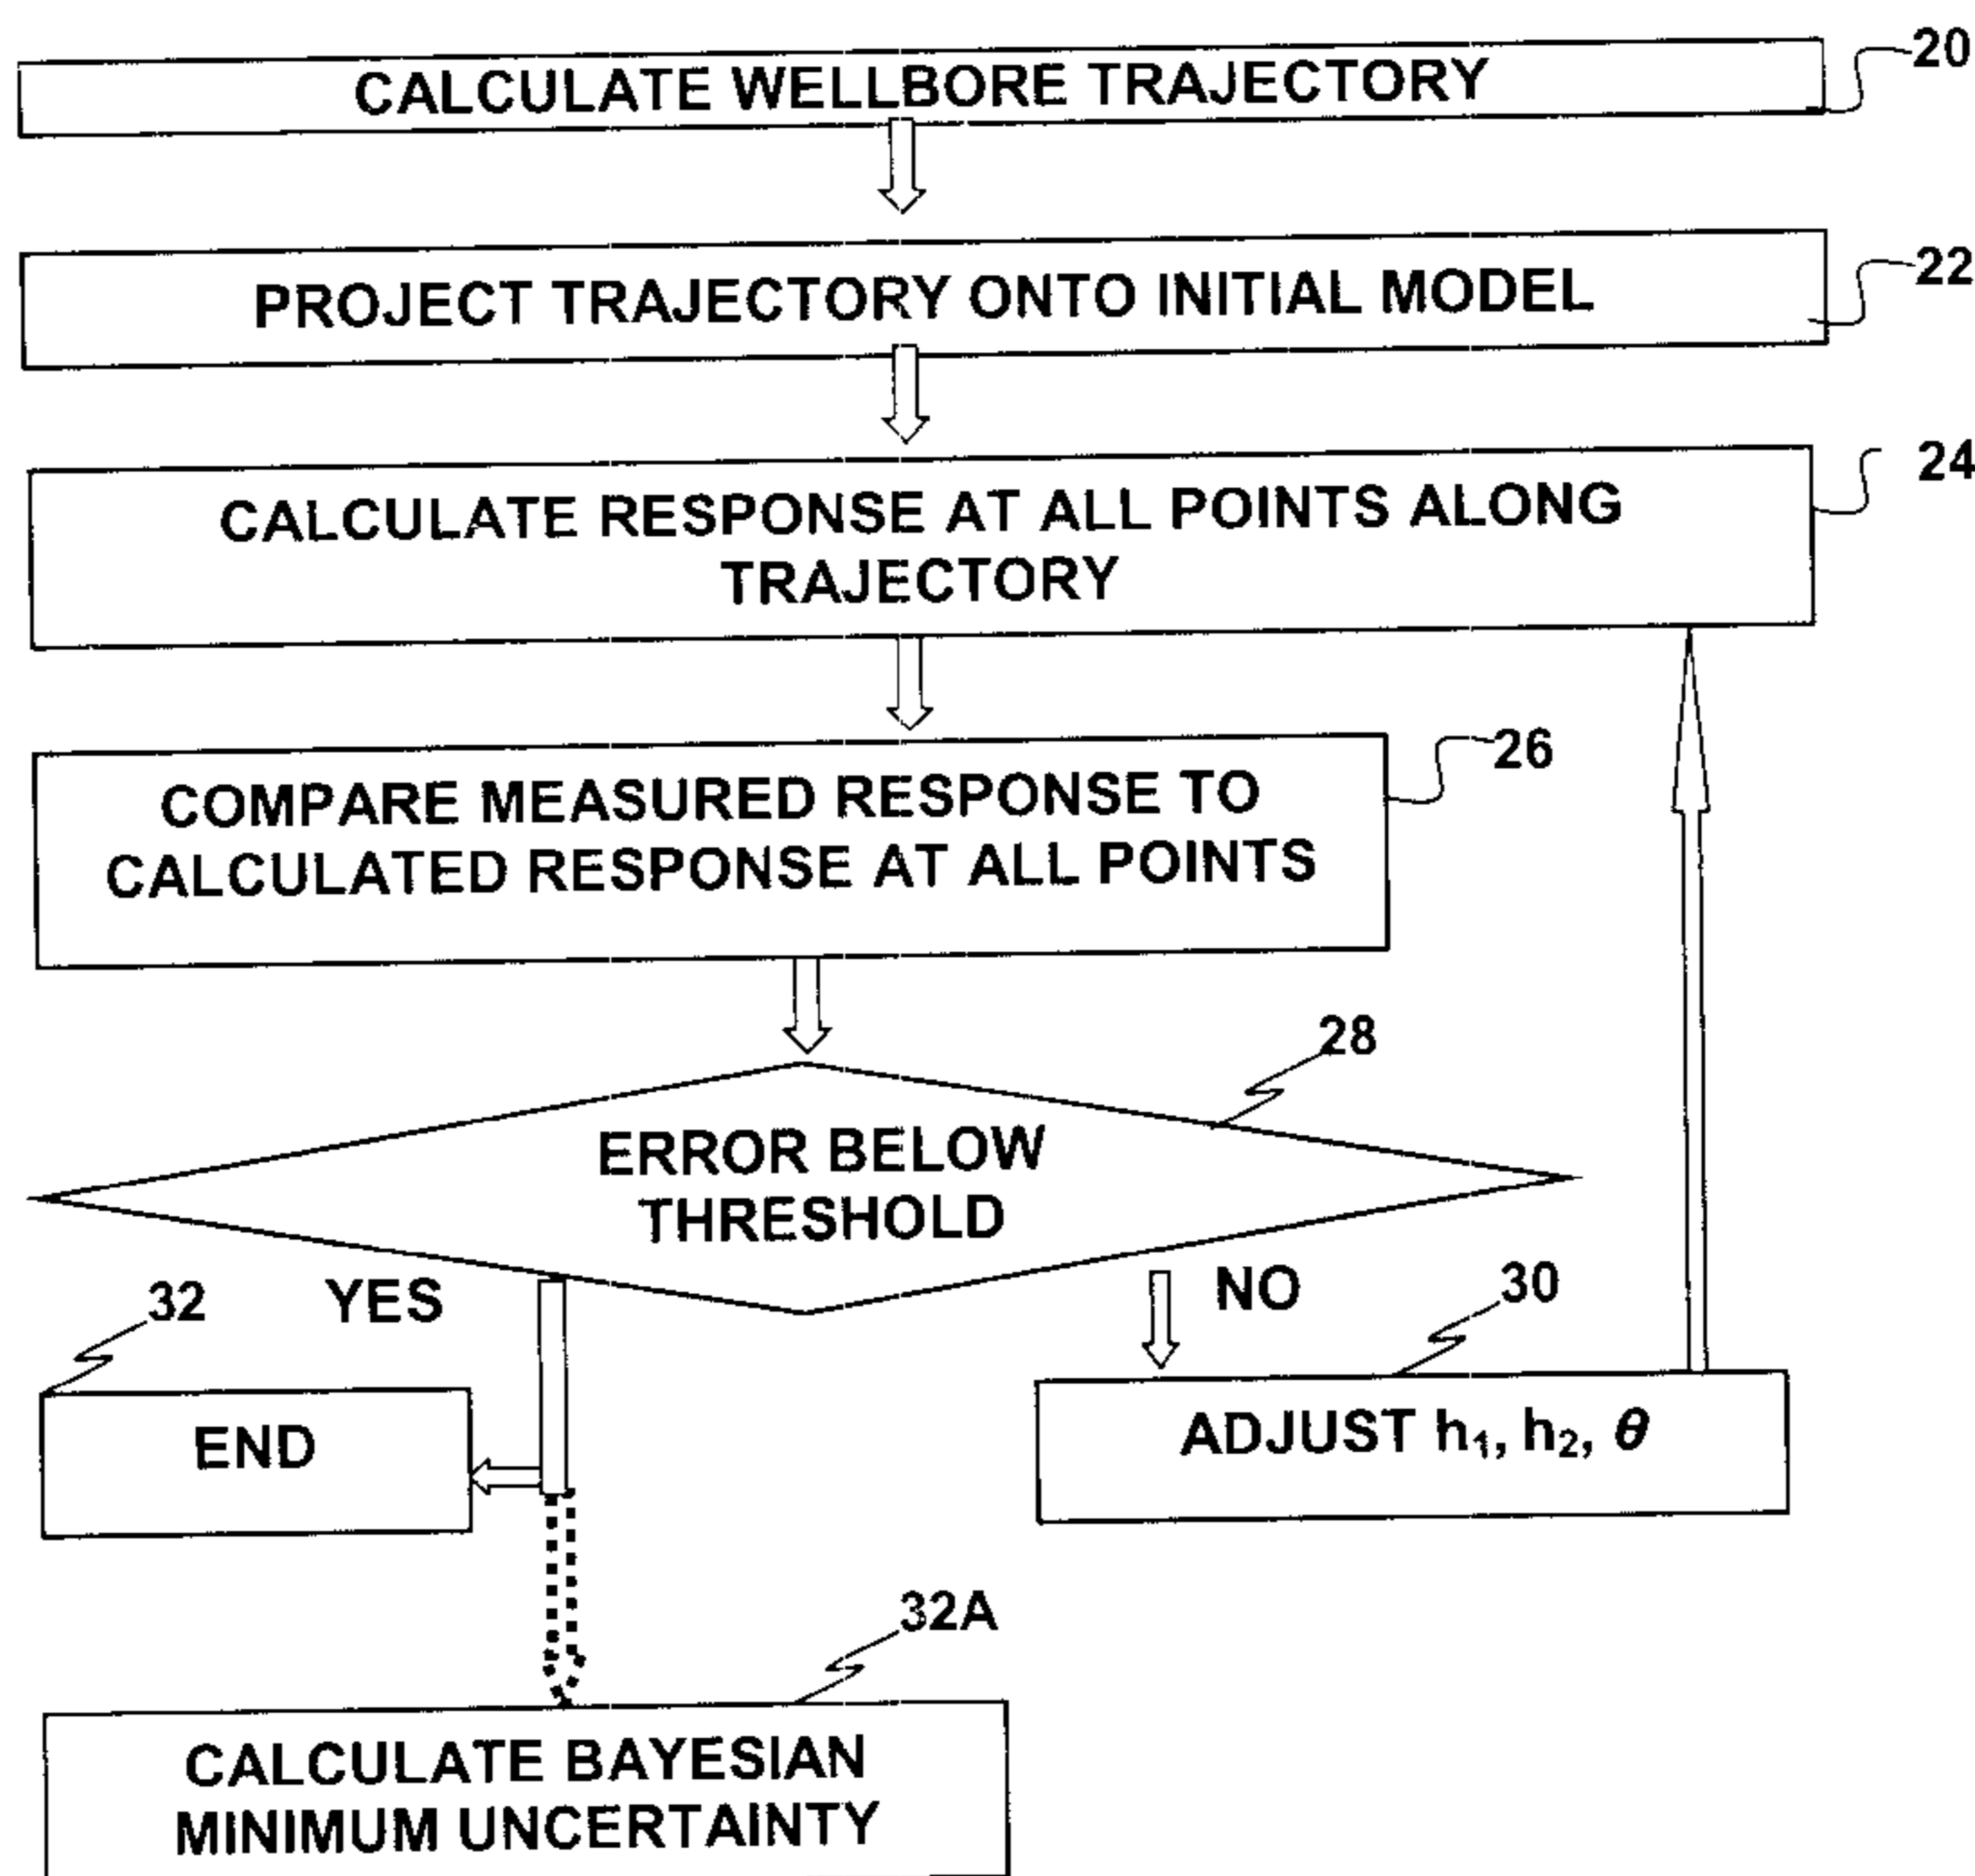 20
CALCULATE WELLBORE TRAJECTORY
22
PROJECT TRAJECTORY ONTO INITIAL MODEL
24
CALCULATE RESPONSE AT ALL POINTS ALONG
TRAJECTORY
26
COMPARE MEASURED RESPONSE TO
CALCULATED RESPONSE AT ALL POINTS
28
ERROR BELOW
THRESHOLD
32
YES
NO
30
END
ADJUST h₁, h₂, θ
32A
CALCULATE BAYESIAN
MINIMUM UNCERTAINTY